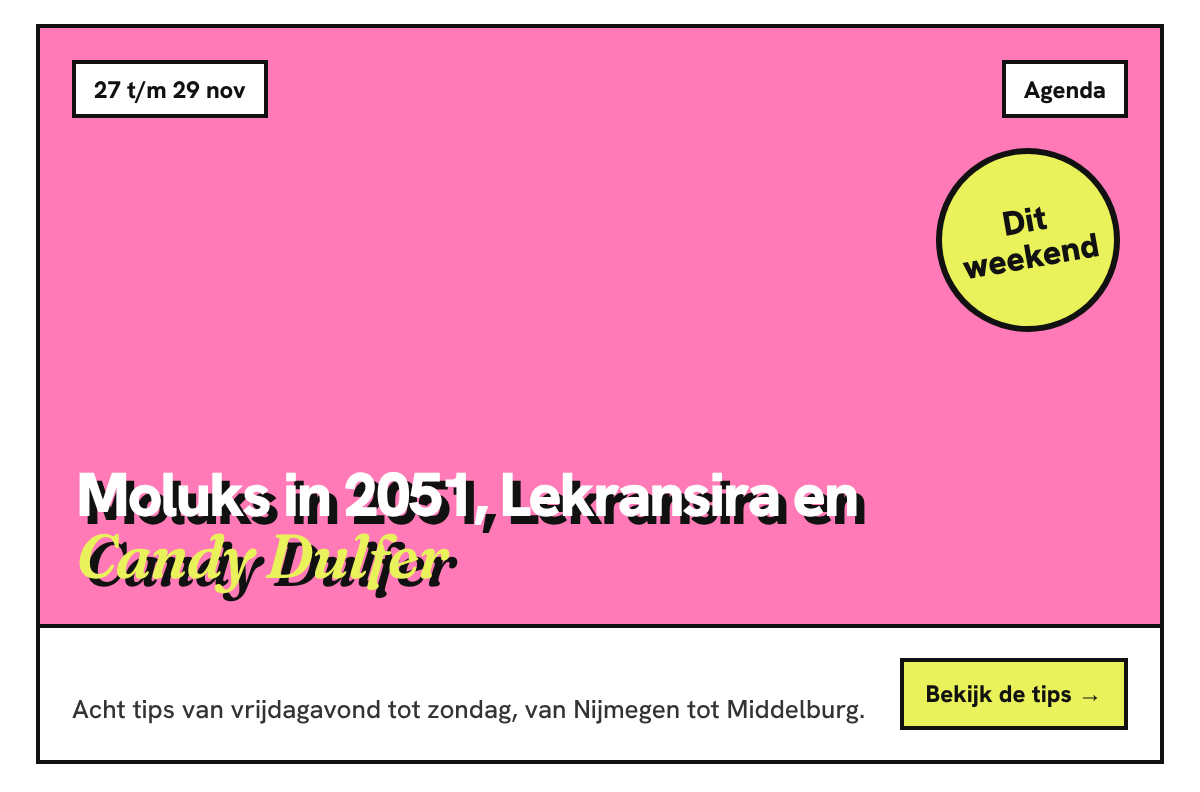 27 t/m 29 nov
Agenda
Dit
weekend
Moluks in 2051, Lekransira en
Candy Dulfer
Acht tips van vrijdagavond tot zondag, van Nijmegen tot Middelburg.
Bekijk de tips →